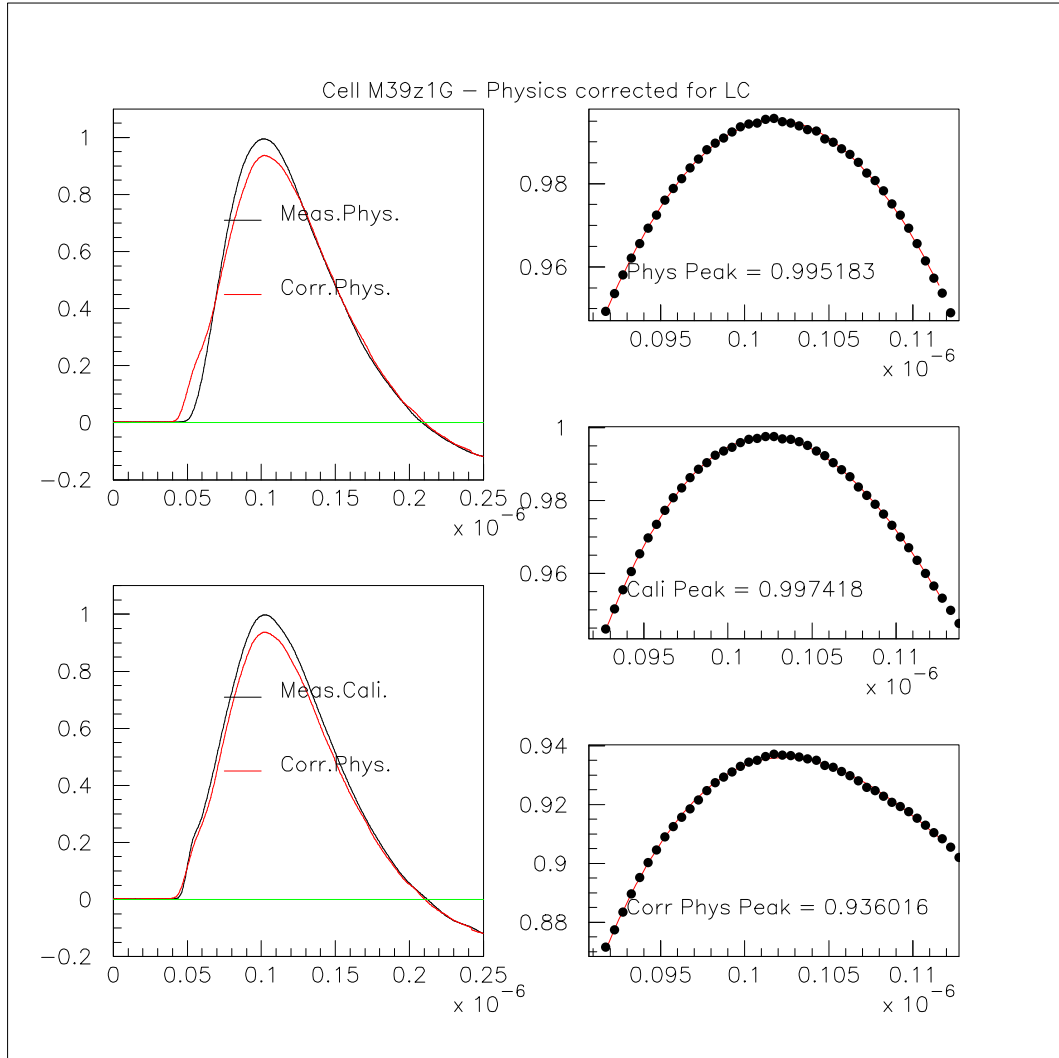 Cell M39z1G – Physics corrected for LC
1
0.8
0.6
0.4
0.2
0
−0.2
Meas.Phys.
Corr.Phys.
0 0.05 0.1 0.15 0.2 0.25
x 10⁻⁶
0.98
0.96
Phys Peak = 0.995183
0.095 0.1 0.105 0.11
x 10⁻⁶
1
0.98
0.96
Cali Peak = 0.997418
0.095 0.1 0.105 0.11
x 10⁻⁶
1
0.8
0.6
0.4
0.2
0
−0.2
Meas.Cali.
Corr.Phys.
0 0.05 0.1 0.15 0.2 0.25
x 10⁻⁶
0.94
0.92
0.9
0.88
Corr Phys Peak = 0.936016
0.095 0.1 0.105 0.11
x 10⁻⁶